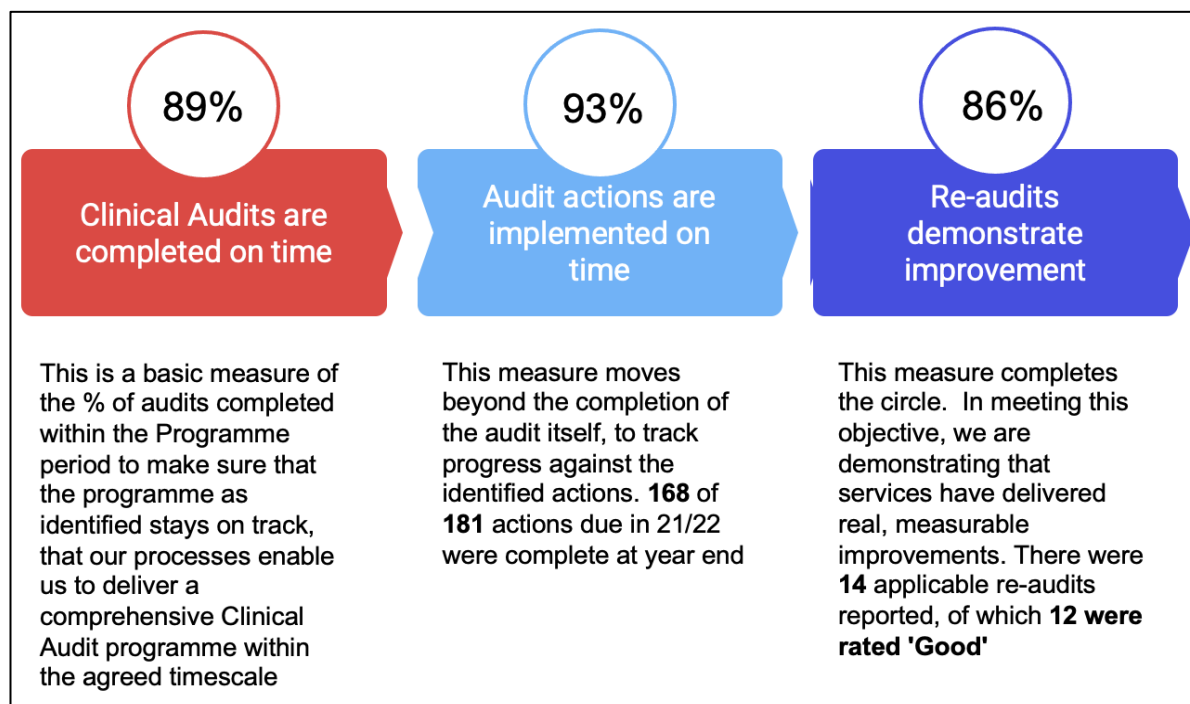 89%
Clinical Audits are
completed on time
This is a basic measure of
the % of audits completed
within the Programme
period to make sure that
the programme as
identified stays on track,
that our processes enable
us to deliver a
comprehensive Clinical
Audit programme within
the agreed timescale
93%
Audit actions are
implemented on
time
This measure moves
beyond the completion of
the audit itself, to track
progress against the
identified actions. 168 of
181 actions due in 21/22
were complete at year end
86%
Re-audits
demonstrate
improvement
This measure completes
the circle.  In meeting this
objective, we are
demonstrating that
services have delivered
real, measurable
improvements. There were
14 applicable re-audits
reported, of which 12 were
rated 'Good'